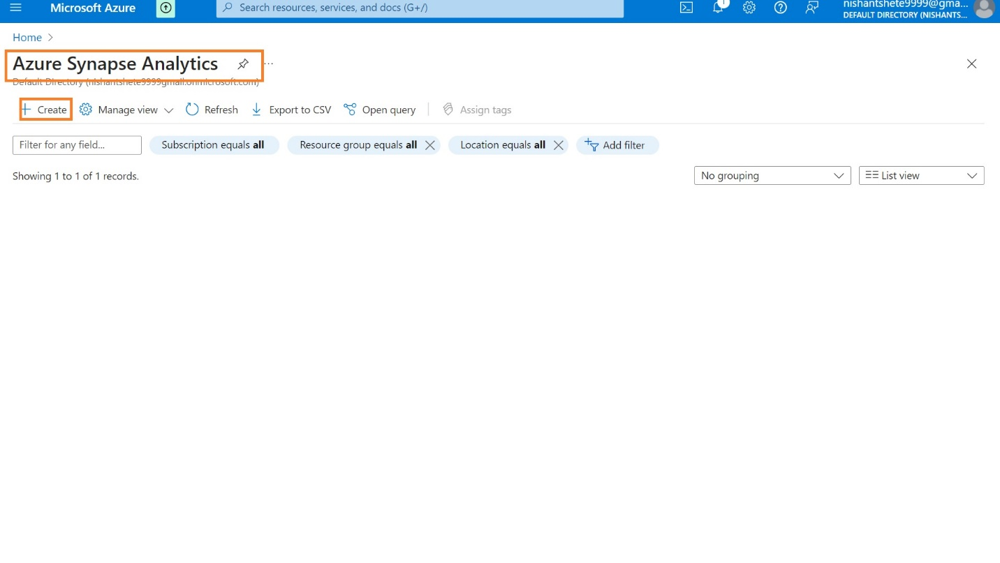 Microsoft Azure
Search resources, services, and docs (G+/)
1
nishantshete9999@gma...
DEFAULT DIRECTORY (NISHANTS...
Home >
Azure Synapse Analytics ...
Default Directory (nishantshete9999gmail.onmicrosoft.com)
+ Create Manage view Refresh Export to CSV Open query Assign tags
Filter for any field... Subscription equals all Resource group equals all Location equals all Add filter
Showing 1 to 1 of 1 records. No grouping List view